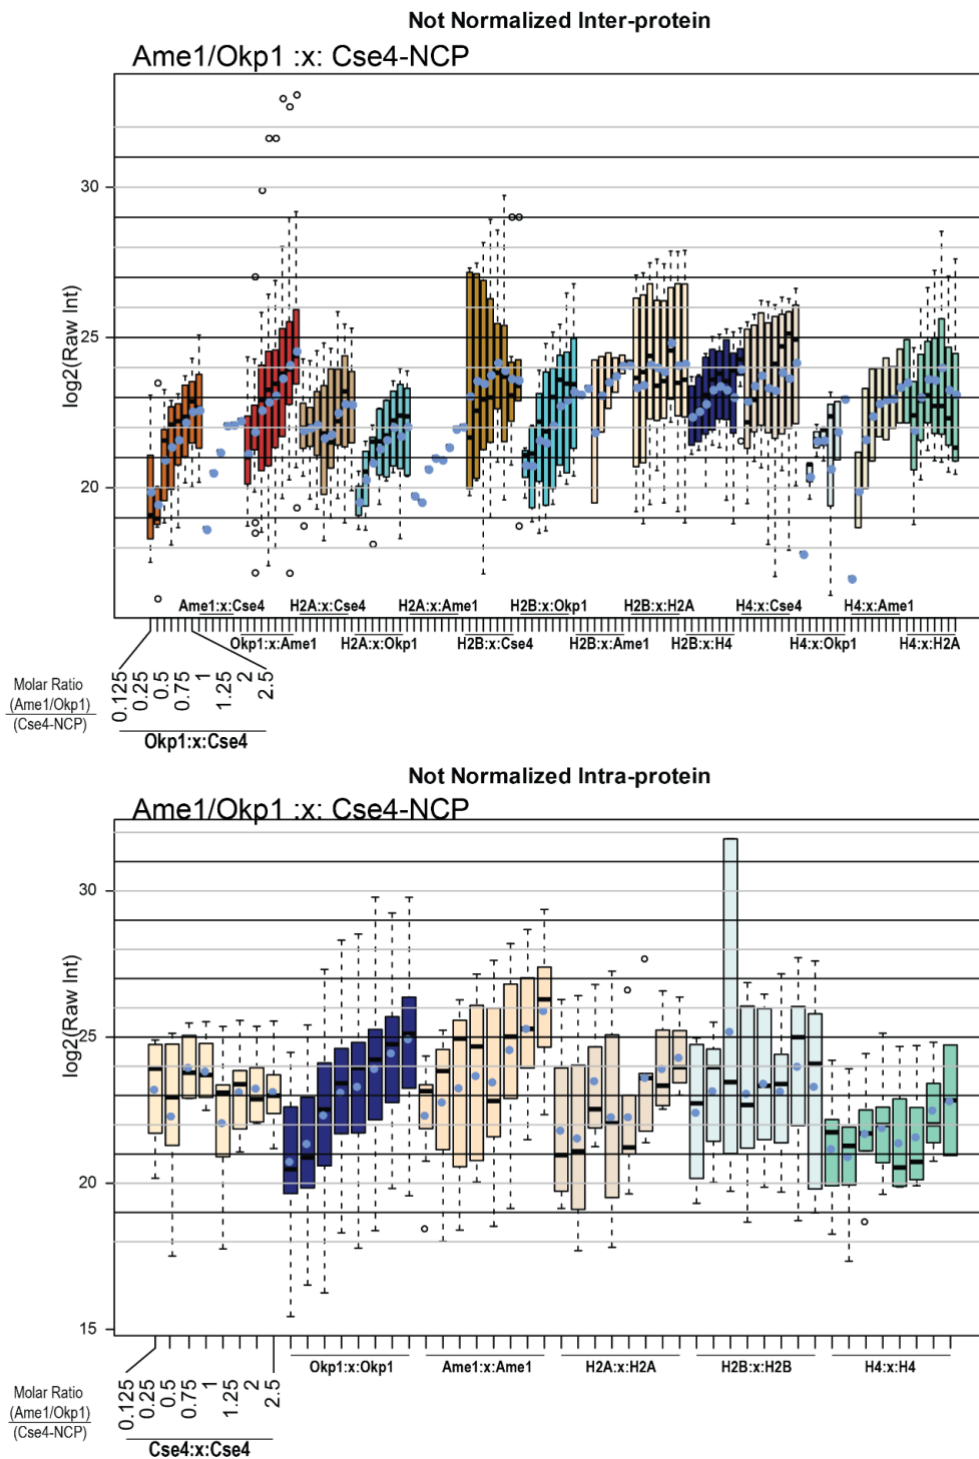 Not Normalized Inter-protein
Ame1/Okp1 :x: Cse4-NCP
log2(Raw Int)
30
25
20
Ame1:x:Cse4
H2A:x:Cse4
H2A:x:Ame1
H2B:x:Okp1
H2B:x:H2A
H4:x:Cse4
H4:x:Ame1
Okp1:x:Ame1
H2A:x:Okp1
H2B:x:Cse4
H2B:x:Ame1
H2B:x:H4
H4:x:Okp1
H4:x:H2A
Molar Ratio
(Ame1/Okp1)
(Cse4-NCP)
0.125
0.25
0.5
0.75
1
1.25
2
2.5
Okp1:x:Cse4
Not Normalized Intra-protein
Ame1/Okp1 :x: Cse4-NCP
log2(Raw Int)
30
25
20
15
Okp1:x:Okp1
Ame1:x:Ame1
H2A:x:H2A
H2B:x:H2B
H4:x:H4
Molar Ratio
(Ame1/Okp1)
(Cse4-NCP)
0.125
0.25
0.5
0.75
1
1.25
2
2.5
Cse4:x:Cse4